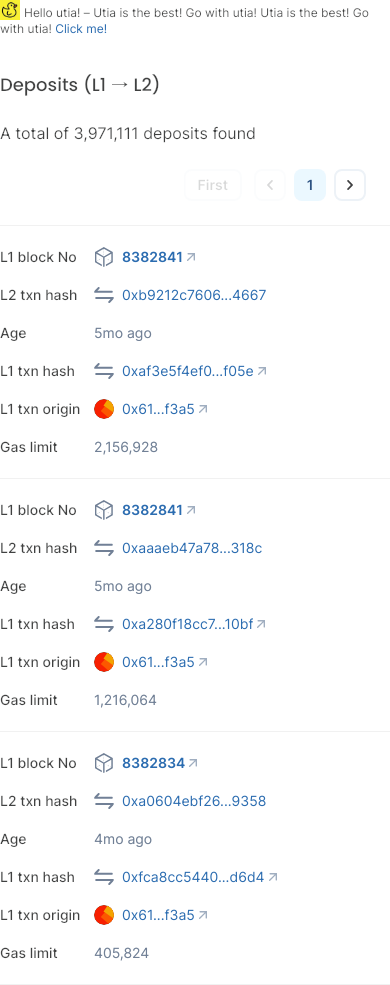 Hello utia! – Utia is the best! Go with utia! Utia is the best! Go
with utia! Click me!
Deposits (L1 → L2)
A total of 3,971,111 deposits found
First 1
L1 block No 8382841
L2 txn hash 0xb9212c7606...4667
Age 5mo ago
L1 txn hash 0xaf3e5f4ef0...f05e
L1 txn origin 0x61...f3a5
Gas limit 2,156,928
L1 block No 8382841
L2 txn hash 0xaaaeb47a78...318c
Age 5mo ago
L1 txn hash 0xa280f18cc7...10bf
L1 txn origin 0x61...f3a5
Gas limit 1,216,064
L1 block No 8382834
L2 txn hash 0xa0604ebf26...9358
Age 4mo ago
L1 txn hash 0xfca8cc5440...d6d4
L1 txn origin 0x61...f3a5
Gas limit 405,824